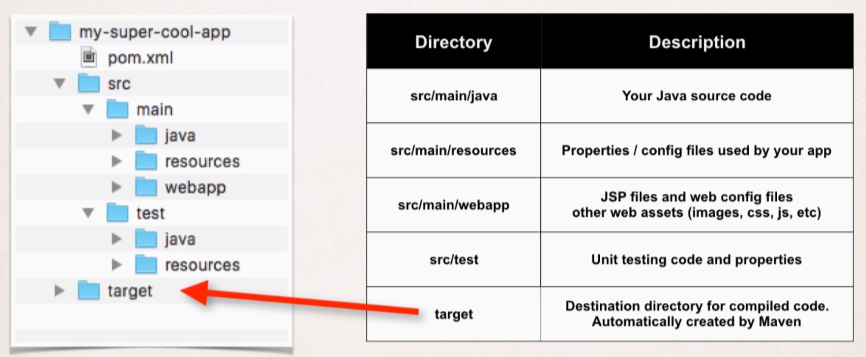 my-super-cool-app
pom.xml
src
main
java
resources
webapp
test
java
resources
target
Directory Description
src/main/java Your Java source code
src/main/resources Properties / config files used by your app
src/main/webapp JSP files and web config files
other web assets (images, css, js, etc)
src/test Unit testing code and properties
target Destination directory for compiled code.
Automatically created by Maven